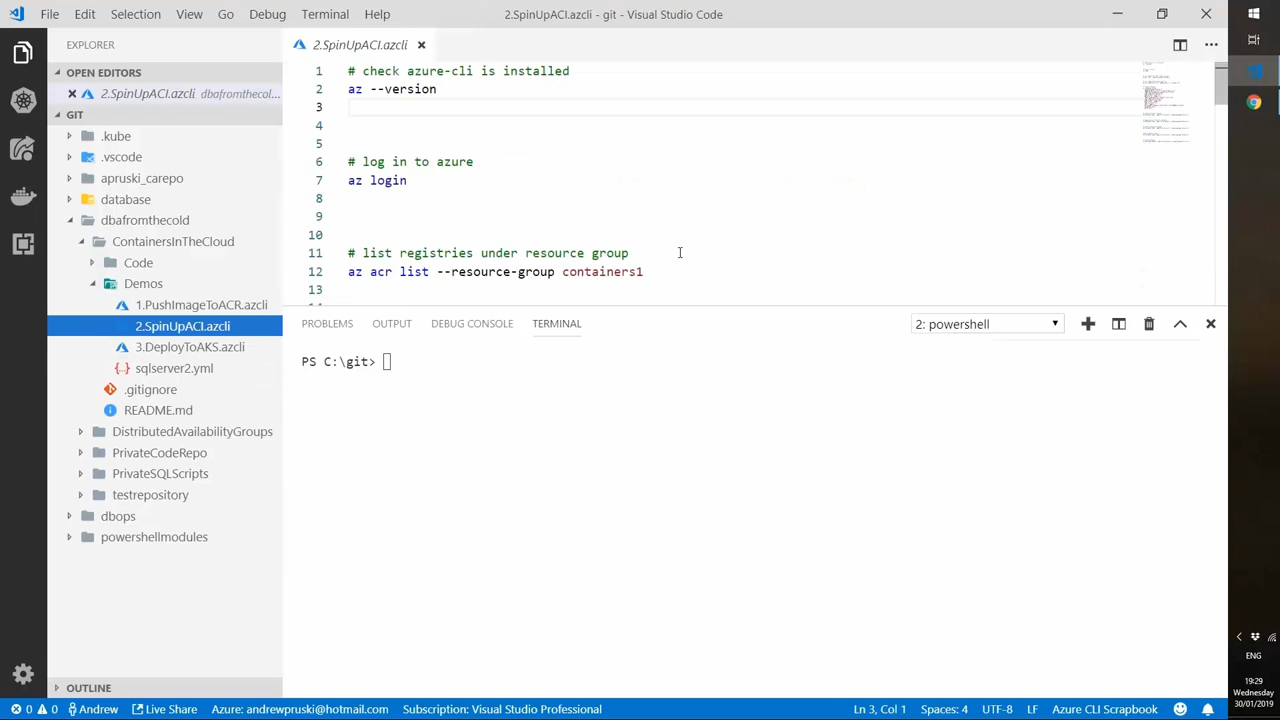 File Edit Selection View Go Debug Terminal Help
2.SpinUpACI.azcli - git - Visual Studio Code
EXPLORER
OPEN EDITORS
2.SpinUpACI.azcli dbafromthecol...
GIT
.kube
.vscode
apruski_carepo
database
dbafromthecold
ContainersInTheCloud
Code
Demos
1.PushImageToACR.azcli
2.SpinUpACI.azcli
3.DeployToAKS.azcli
sqlserver2.yml
.gitignore
README.md
DistributedAvailabilityGroups
PrivateCodeRepo
PrivateSQLScripts
testrepository
dbops
powershellmodules
OUTLINE
2.SpinUpACI.azcli
1 # check azure-cli is installed
2 az --version
3
4
5
6 # log in to azure
7 az login
8
9
10
11 # list registries under resource group
12 az acr list --resource-group containers1
13
PROBLEMS OUTPUT DEBUG CONSOLE TERMINAL
2: powershell
PS C:\git>
0 0 Andrew Live Share Azure: andrewpruski@hotmail.com Subscription: Visual Studio Professional
Ln 3, Col 1 Spaces: 4 UTF-8 LF Azure CLI Scrapbook
ENG
19:29
Wednesday
30/01/2019